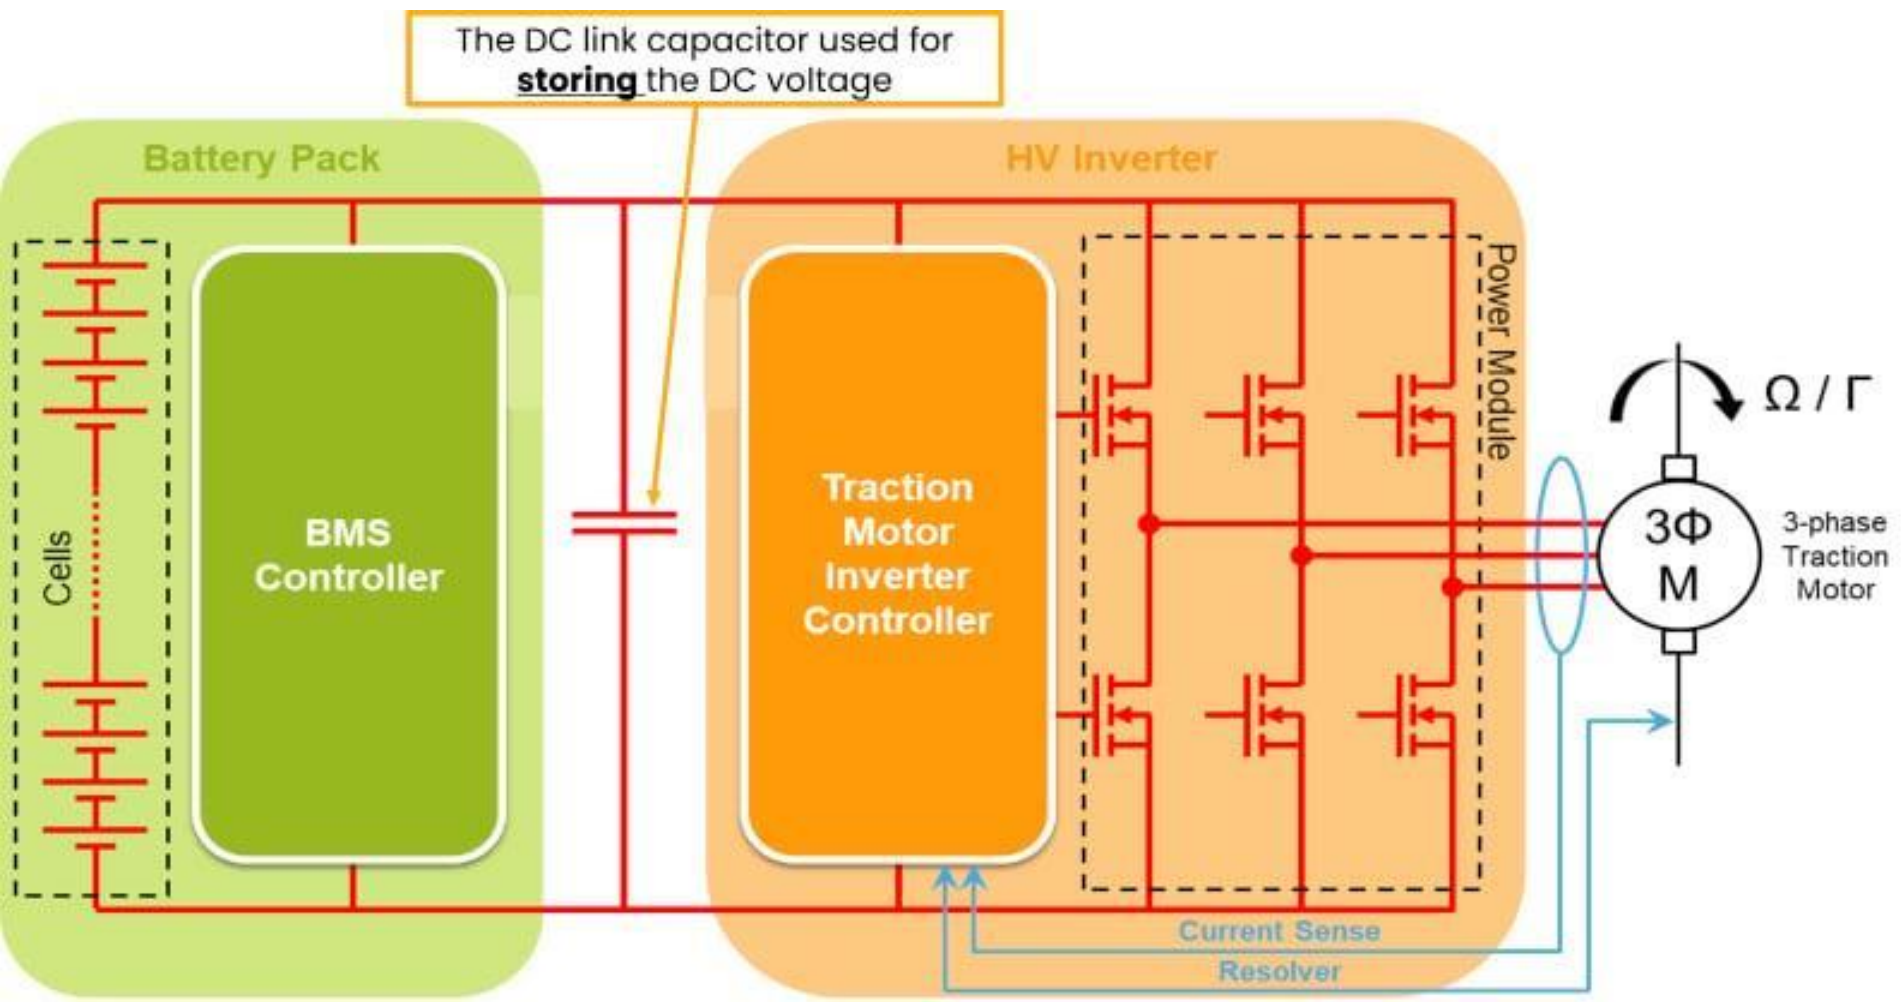 The DC link capacitor used for
storing the DC voltage
Battery Pack
HV Inverter
Cells
BMS
Controller
Traction
Motor
Inverter
Controller
Power Module
Ω / Γ
3Φ
M
3-phase
Traction
Motor
Current Sense
Resolver